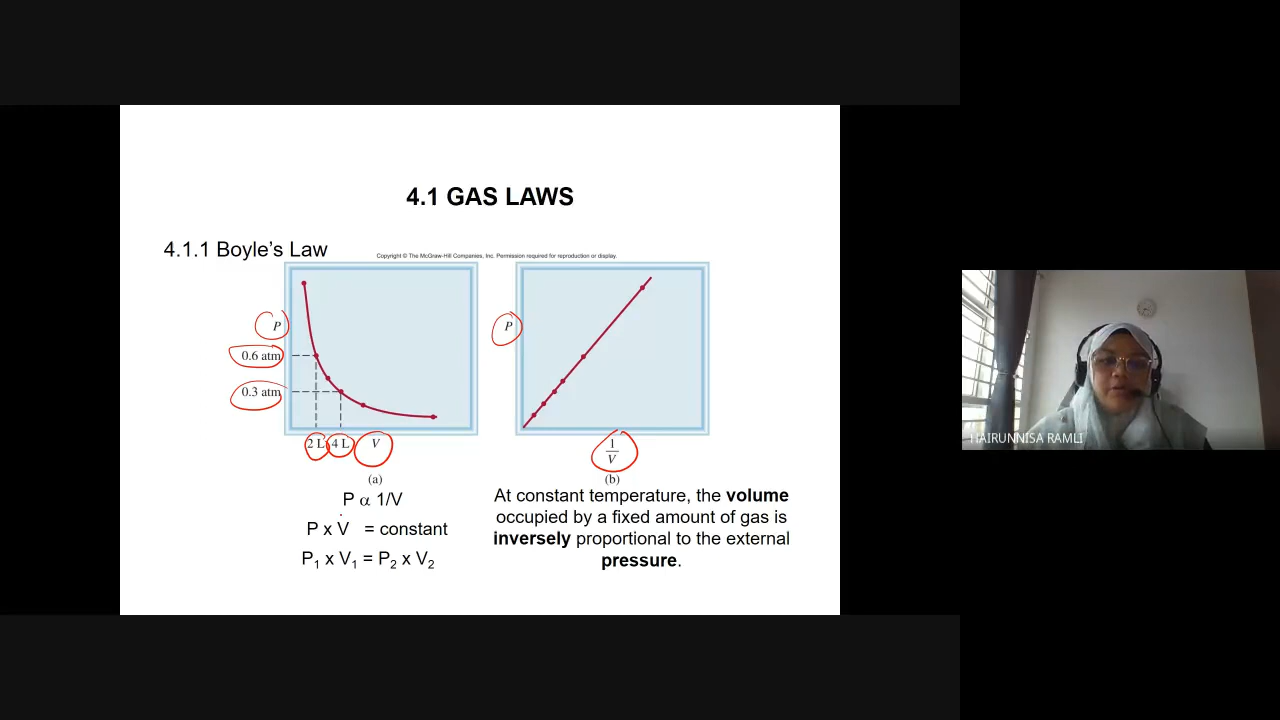 4.1 GAS LAWS
4.1.1 Boyle's Law
Copyright © The McGraw-Hill Companies, Inc. Permission required for reproduction or display.
P
0.6 atm
0.3 atm
2 L 4 L V
(a)
P
1
V
(b)
P α 1/V
P x V = constant
P₁ x V₁ = P₂ x V₂
At constant temperature, the volume
occupied by a fixed amount of gas is
inversely proportional to the external
pressure.
HAIRUNNISA RAMLI